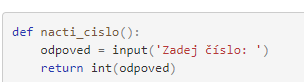 def nacti_cislo():
    odpoved = input('Zadej číslo: ')
    return int(odpoved)